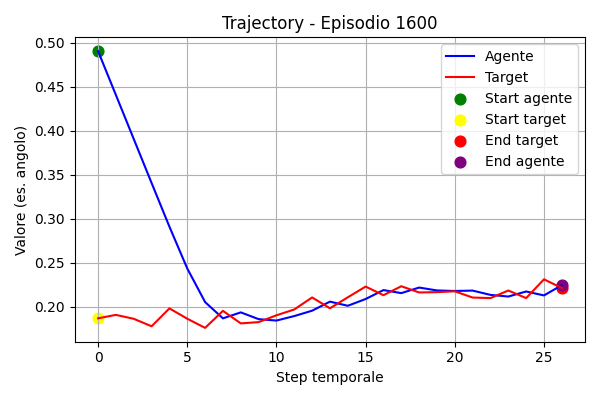 Trajectory - Episodio 1600
Valore (es. angolo)
0.50
0.45
0.40
0.35
0.30
0.25
0.20
Agente
Target
Start agente
Start target
End target
End agente
0 5 10 15 20 25
Step temporale